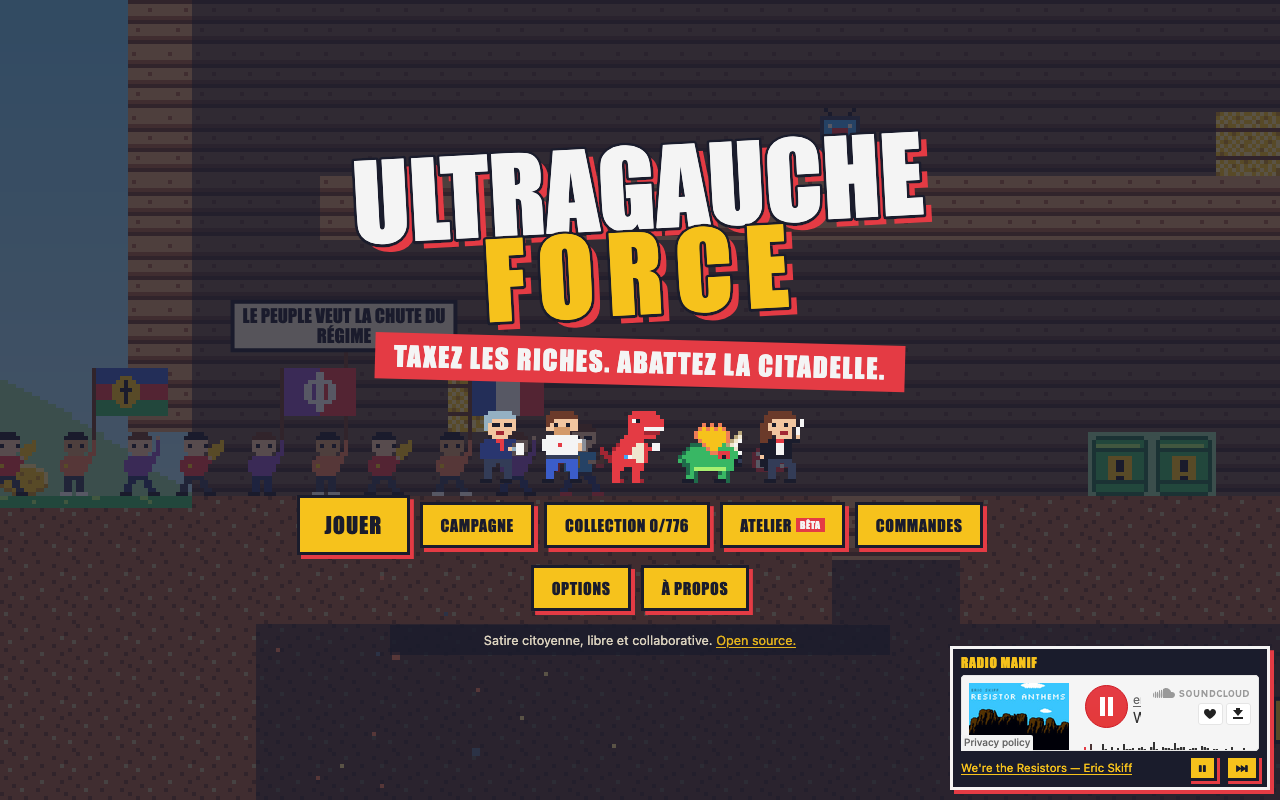 ULTRAGAUCHE
FORCE
LE PEUPLE VEUT LA CHUTE DU
RÉGIME
TAXEZ LES RICHES. ABATTEZ LA CITADELLE.
JOUER
CAMPAGNE
COLLECTION 0/776
ATELIER BÊTA
COMMANDES
OPTIONS
À PROPOS
Satire citoyenne, libre et collaborative. Open source.
RADIO MANIF
ERIC SKIFF
RESISTOR ANTHEMS
SOUNDCLOUD
e
W
Privacy policy
We're the Resistors — Eric Skiff